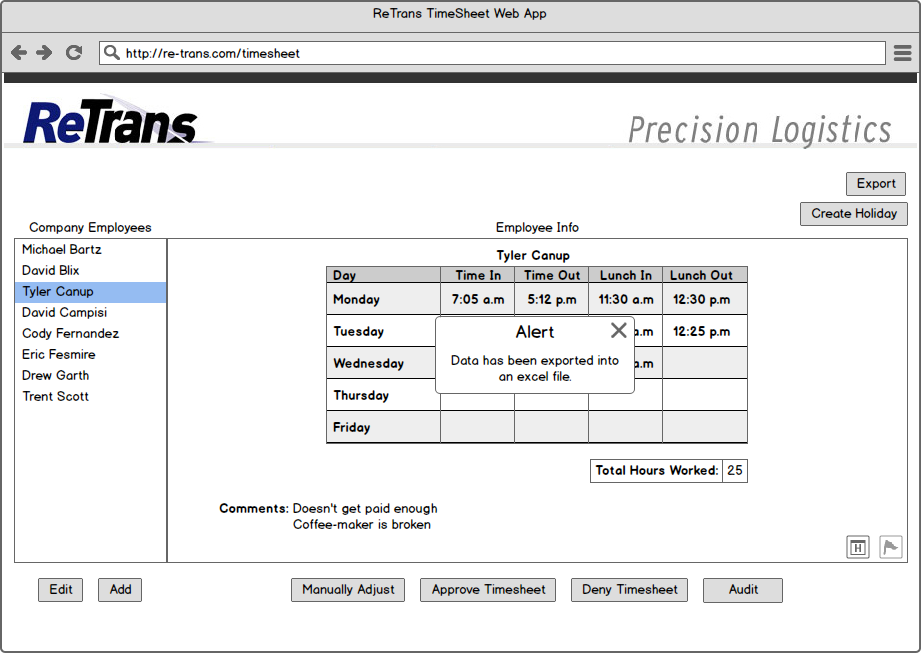 ReTrans TimeSheet Web App
http://re-trans.com/timesheet
ReTrans
Precision Logistics
Export
Create Holiday
Company Employees
Employee Info
Michael Bartz
David Blix
Tyler Canup
David Campisi
Cody Fernandez
Eric Fesmire
Drew Garth
Trent Scott
Tyler Canup
Day Time In Time Out Lunch In Lunch Out
Monday 7:05 a.m 5:12 p.m 11:30 a.m 12:30 p.m
Tuesday a.m 12:25 p.m
Wednesday a.m
Thursday
Friday
Alert
Data has been exported into
an excel file.
Total Hours Worked: 25
Comments: Doesn't get paid enough
Coffee-maker is broken
H
Edit Add Manually Adjust Approve Timesheet Deny Timesheet Audit